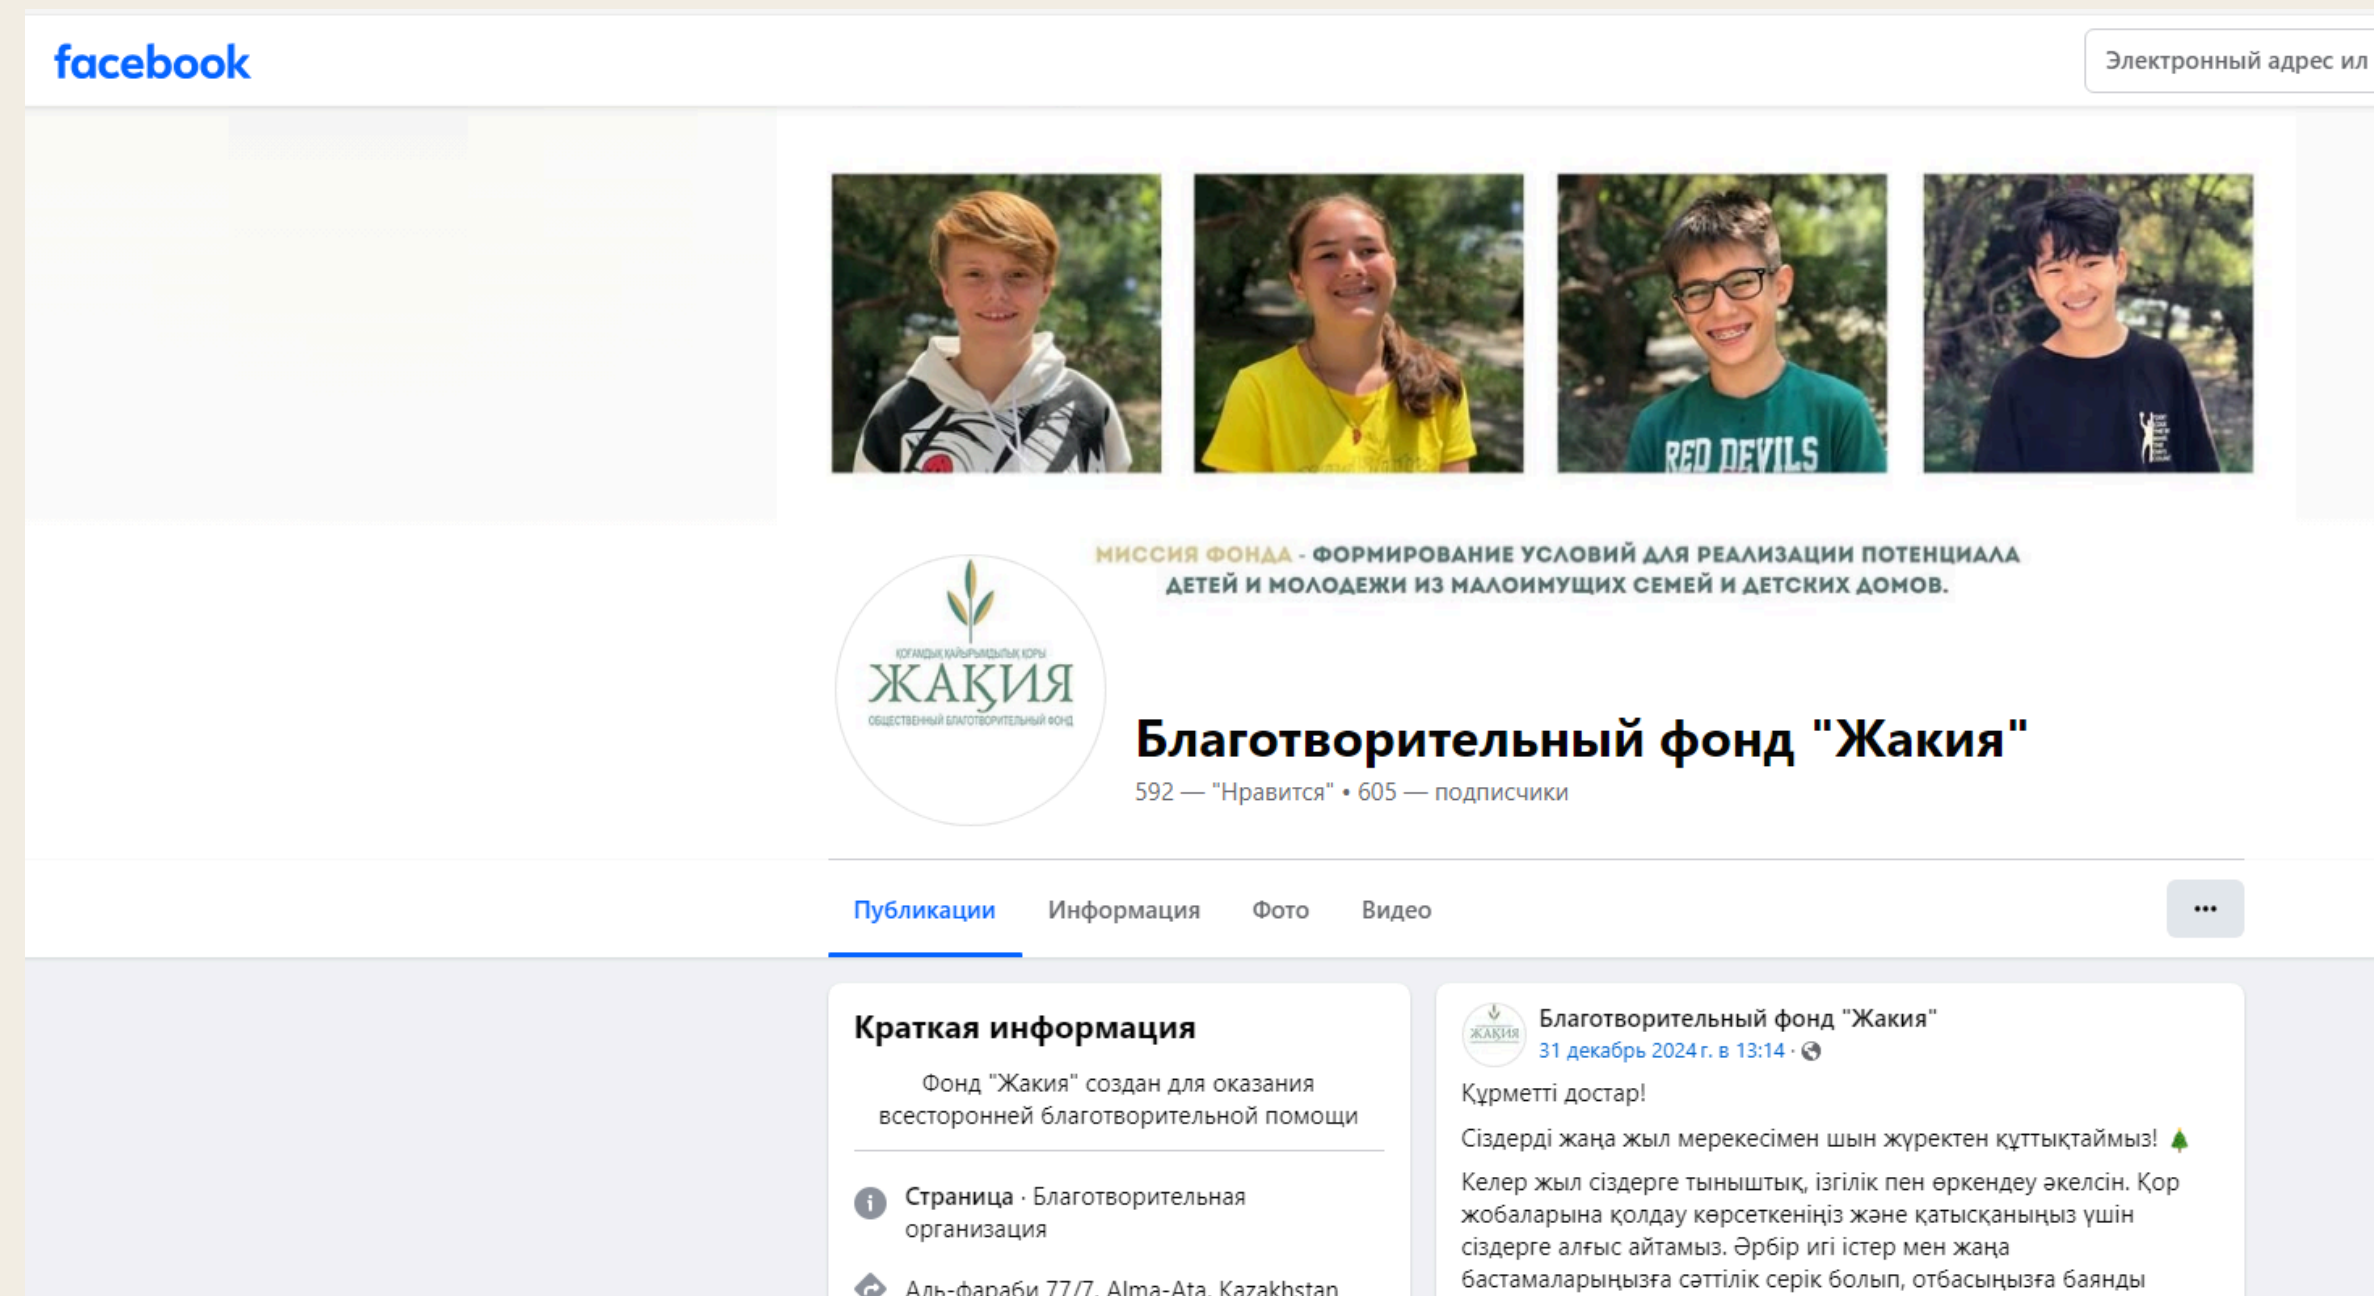 facebook
Электронный адрес ил
RED DEVILS
МИССИЯ ФОНДА - ФОРМИРОВАНИЕ УСЛОВИЙ ДЛЯ РЕАЛИЗАЦИИ ПОТЕНЦИАЛА
ДЕТЕЙ И МОЛОДЕЖИ ИЗ МАЛОИМУЩИХ СЕМЕЙ И ДЕТСКИХ ДОМОВ.
ҚОҒАМДЫҚ ҚАЙЫРЫМДЫЛЫҚ ҚОРЫ
ЖАҚИЯ
ОБЩЕСТВЕННЫЙ БЛАГОТВОРИТЕЛЬНЫЙ ФОНД
Благотворительный фонд "Жакия"
592 — "Нравится" • 605 — подписчики
Публикации Информация Фото Видео
Краткая информация
Фонд "Жакия" создан для оказания
всесторонней благотворительной помощи
Страница · Благотворительная
организация
Аль-фараби 77/7, Alma-Ata, Kazakhstan
ЖАҚИЯ
Благотворительный фонд "Жакия"
31 декабрь 2024 г. в 13:14 ·
Құрметті достар!
Сіздерді жаңа жыл мерекесімен шын жүректен құттықтаймыз! 🎄
Келер жыл сіздерге тыныштық, ізгілік пен өркендеу әкелсін. Қор
жобаларына қолдау көрсеткеніңіз және қатысқаныңыз үшін
сіздерге алғыс айтамыз. Әрбір игі істер мен жаңа
бастамаларыңызға сәттілік серік болып, отбасыңызға баянды